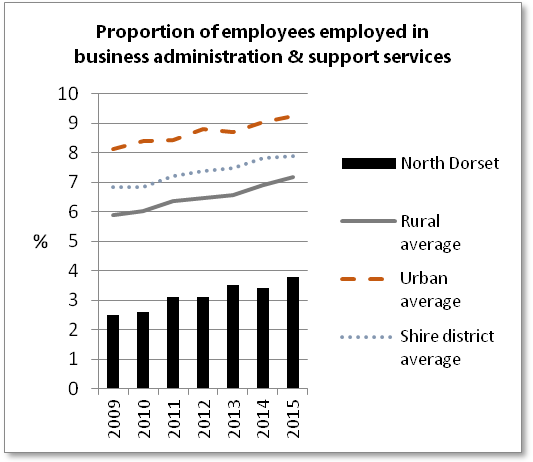 Proportion of employees employed in
business administration & support services
10
9
8
7
6
5
4
3
2
1
0
%
2009
2010
2011
2012
2013
2014
2015
North Dorset
Rural
average
Urban
average
Shire district
average